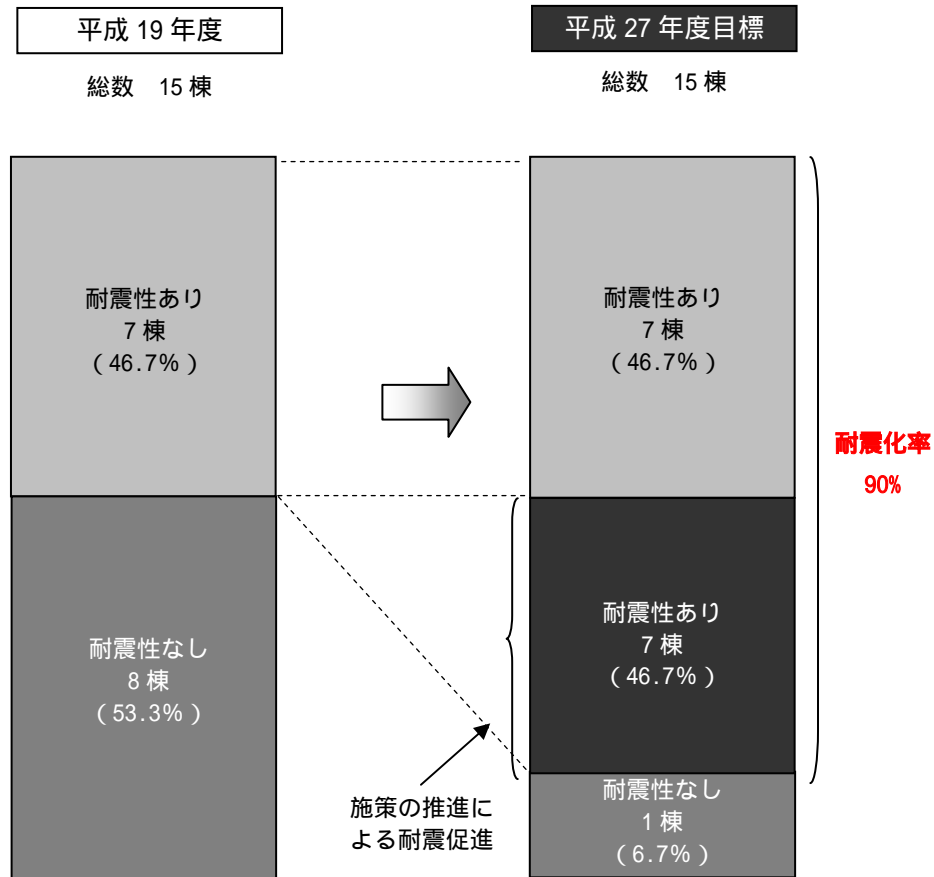 平成 19 年度
総数　15 棟
耐震性あり
7 棟
（46.7%）
耐震性なし
8 棟
（53.3%）
平成 27 年度目標
総数　15 棟
耐震性あり
7 棟
（46.7%）
耐震性あり
7 棟
（46.7%）
耐震性なし
1 棟
（6.7%）
施策の推進に
よる耐震促進
耐震化率
90%